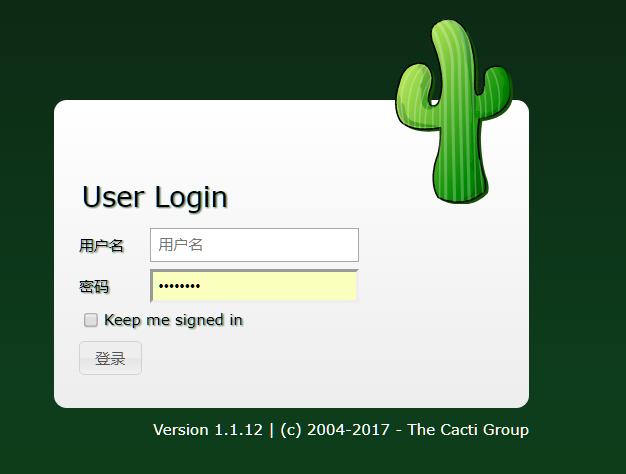 User Login
用户名 用户名
密码 ••••••••
Keep me signed in
登录
Version 1.1.12 | (c) 2004-2017 - The Cacti Group